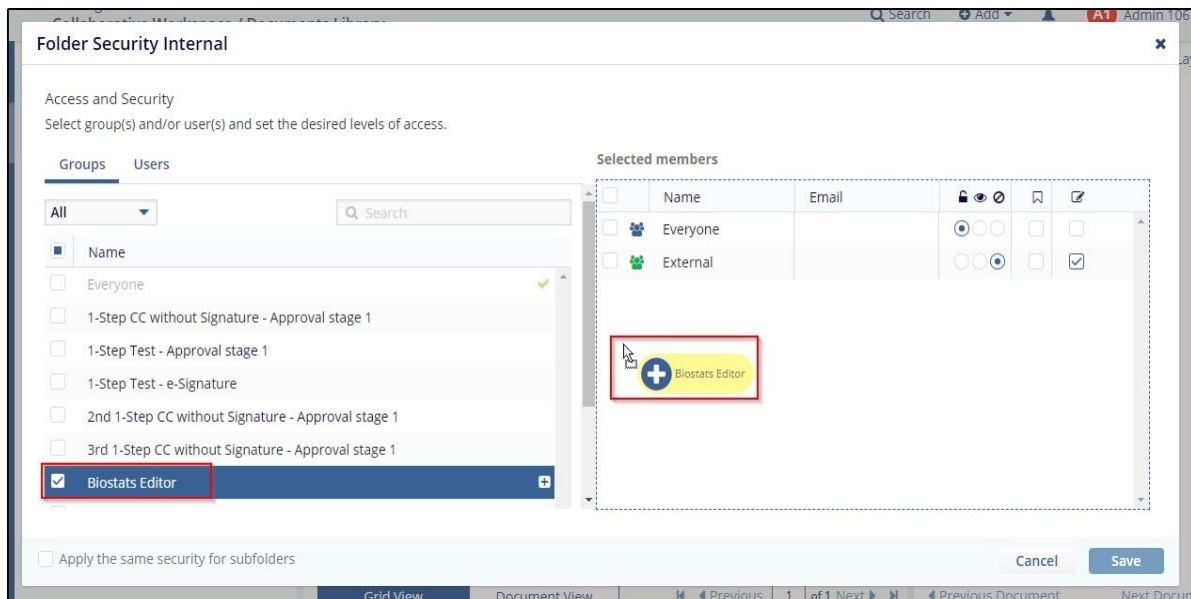 Collaborative Workspace / Documents Library
Search Add A1 Admin 106
Folder Security Internal
Access and Security
Select group(s) and/or user(s) and set the desired levels of access.
Groups Users
Selected members
All
Search
Name Email
Name
Everyone
External
Everyone
1-Step CC without Signature - Approval stage 1
1-Step Test - Approval stage 1
1-Step Test - e-Signature
2nd 1-Step CC without Signature - Approval stage 1
3rd 1-Step CC without Signature - Approval stage 1
Biostats Editor
Biostats Editor
Apply the same security for subfolders
Cancel Save
Grid View Document View Previous 1 of 1 Next Previous Document Next